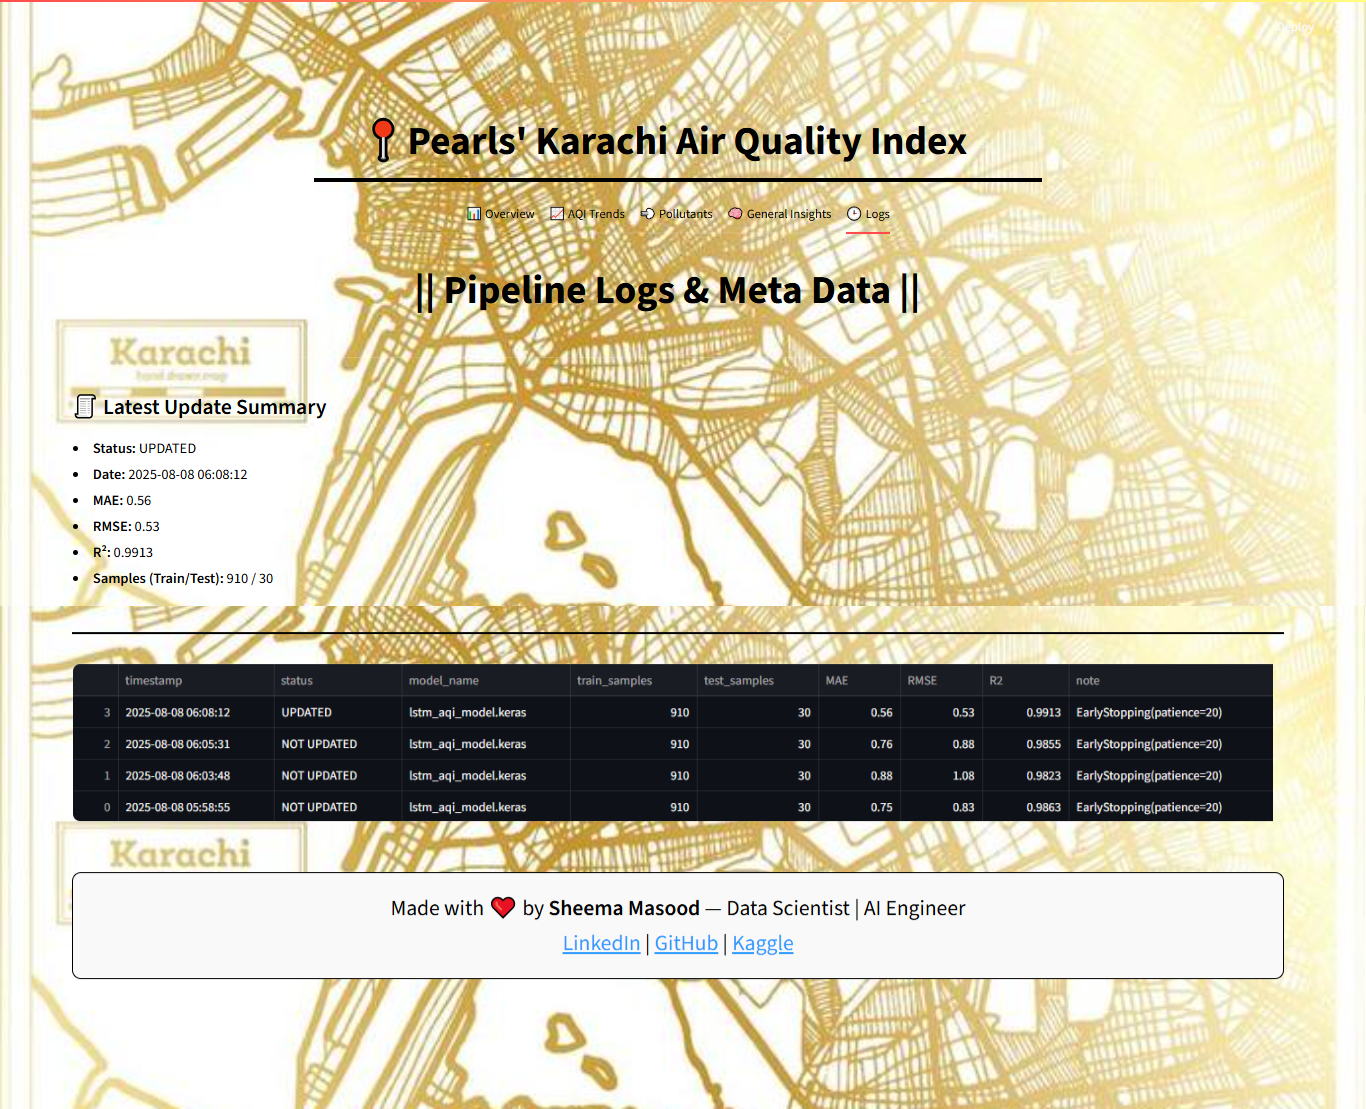 Deploy
Pearls' Karachi Air Quality Index
Overview AQI Trends Pollutants General Insights Logs
|| Pipeline Logs & Meta Data ||
Karachi
hand drawn map
Latest Update Summary
Status: UPDATED
Date: 2025-08-08 06:08:12
MAE: 0.56
RMSE: 0.53
R²: 0.9913
Samples (Train/Test): 910 / 30
timestamp status model_name train_samples test_samples MAE RMSE R2 note
3 2025-08-08 06:08:12 UPDATED lstm_aqi_model.keras 910 30 0.56 0.53 0.9913 EarlyStopping(patience=20)
2 2025-08-08 06:05:31 NOT UPDATED lstm_aqi_model.keras 910 30 0.76 0.88 0.9855 EarlyStopping(patience=20)
1 2025-08-08 06:03:48 NOT UPDATED lstm_aqi_model.keras 910 30 0.88 1.08 0.9823 EarlyStopping(patience=20)
0 2025-08-08 05:58:55 NOT UPDATED lstm_aqi_model.keras 910 30 0.75 0.83 0.9863 EarlyStopping(patience=20)
Karachi
Made with ❤️ by Sheema Masood — Data Scientist | AI Engineer
LinkedIn | GitHub | Kaggle